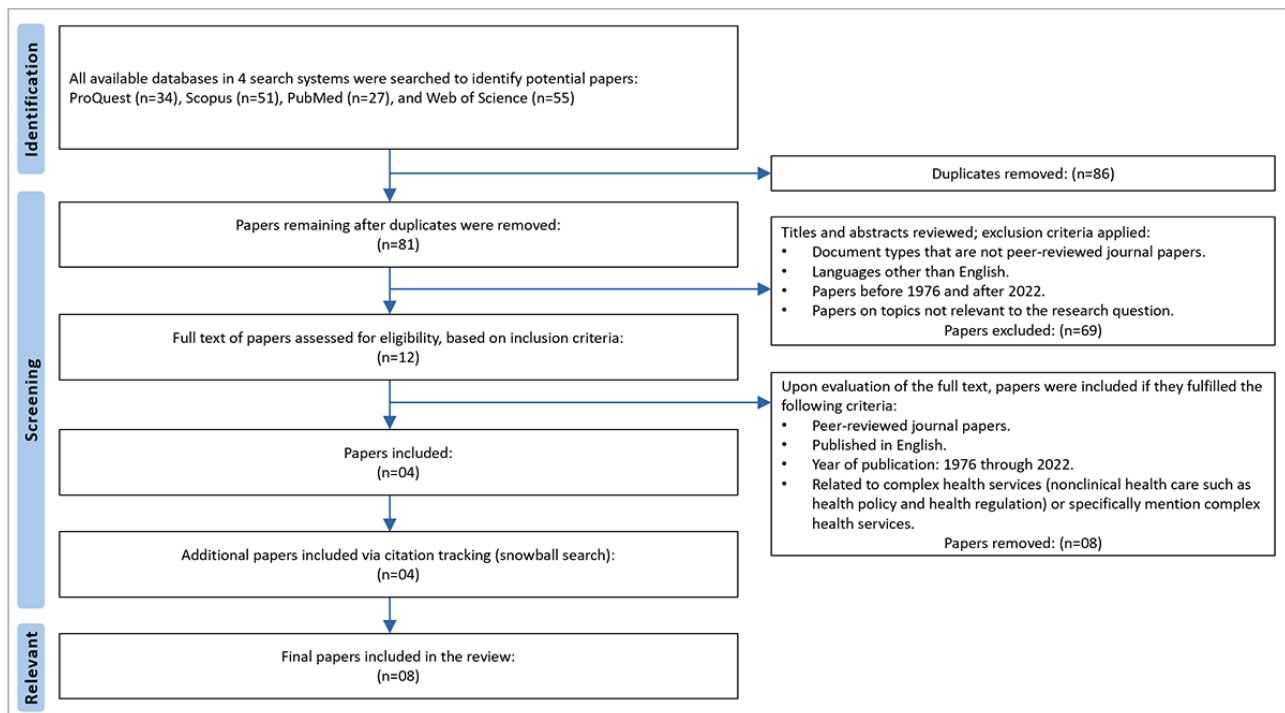 Identification
All available databases in 4 search systems were searched to identify potential papers:
ProQuest (n=34), Scopus (n=51), PubMed (n=27), and Web of Science (n=55)
Duplicates removed: (n=86)
Screening
Papers remaining after duplicates were removed:
(n=81)
Titles and abstracts reviewed; exclusion criteria applied:
• Document types that are not peer-reviewed journal papers.
• Languages other than English.
• Papers before 1976 and after 2022.
• Papers on topics not relevant to the research question.
Papers excluded: (n=69)
Full text of papers assessed for eligibility, based on inclusion criteria:
(n=12)
Upon evaluation of the full text, papers were included if they fulfilled the
following criteria:
• Peer-reviewed journal papers.
• Published in English.
• Year of publication: 1976 through 2022.
• Related to complex health services (nonclinical health care such as
health policy and health regulation) or specifically mention complex
health services.
Papers removed: (n=08)
Papers included:
(n=04)
Additional papers included via citation tracking (snowball search):
(n=04)
Relevant
Final papers included in the review:
(n=08)